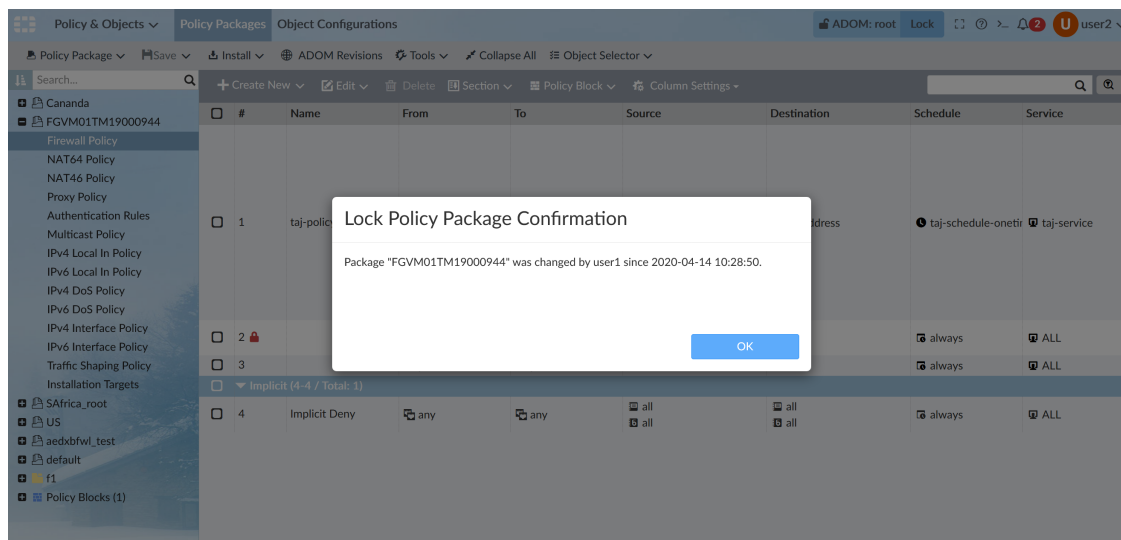 Policy & Objects Policy Packages Object Configurations ADOM: root Lock >_ 2 U user2
Policy Package Save Install ADOM Revisions Tools Collapse All Object Selector
Search... Create New Edit Delete Section Policy Block Column Settings
Cananda
# Name From To Source Destination Schedule Service
FGVM01TM19000944
Firewall Policy
NAT64 Policy
NAT46 Policy
Proxy Policy
Authentication Rules
Multicast Policy
IPv4 Local In Policy
IPv6 Local In Policy
IPv4 DoS Policy
IPv6 DoS Policy
IPv4 Interface Policy
IPv6 Interface Policy
Traffic Shaping Policy
Installation Targets
SAfrica_root
US
aedxbfwl_test
default
f1
Policy Blocks (1)
1 taj-polic ddress taj-schedule-onetir taj-service
Lock Policy Package Confirmation
Package "FGVM01TM19000944" was changed by user1 since 2020-04-14 10:28:50.
OK
2 always ALL
3 always ALL
Implicit (4-4 / Total: 1)
4 Implicit Deny any any all all always ALL
all all